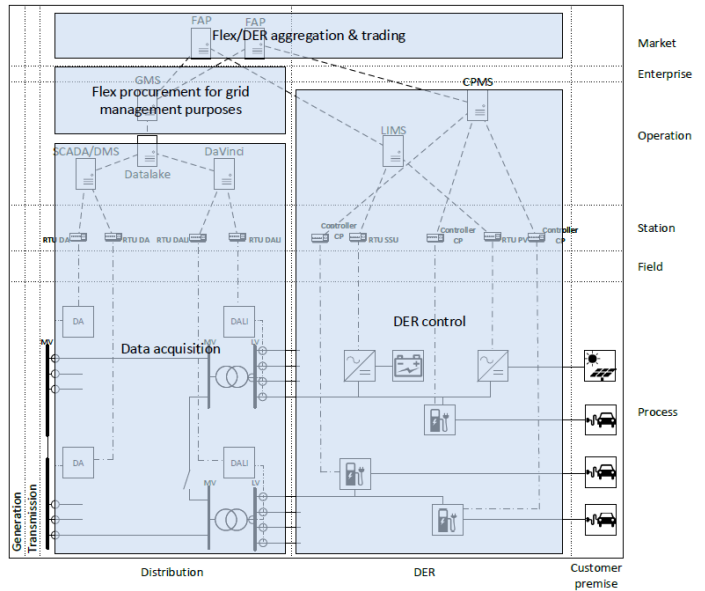 FAP FAP
Flex/DER aggregation & trading
Market
Enterprise
GMS
CPMS
Flex procurement for grid
management purposes
Operation
LIMS
SCADA/DMS
DaVinci
Datalake
Station
Controller
CP
Controller
CP
Controller
CP
RTU DA
RTU DA
RTU DALI
RTU DALI
RTU SSU
RTU PV
Field
DA
DALI
DER control
MV
MV
LV
Data acquisition
Process
DA
DALI
MV
LV
Generation
Transmission
Distribution
DER
Customer
premise